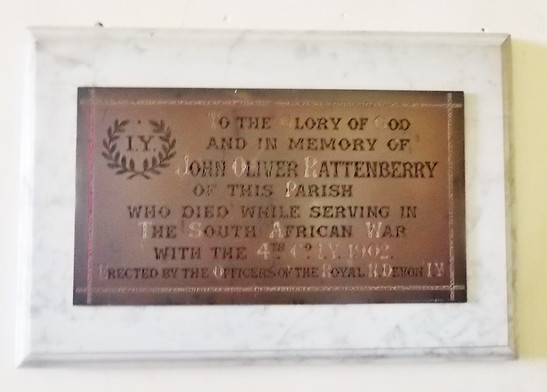 I.Y.
TO THE GLORY OF GOD
AND IN MEMORY OF
JOHN OLIVER RATTENBERRY
OF THIS PARISH
WHO DIED WHILE SERVING IN
THE SOUTH AFRICAN WAR
WITH THE 4TH CO I.Y. 1902.
ERECTED BY THE OFFICERS OF THE ROYAL N DEVON I Y